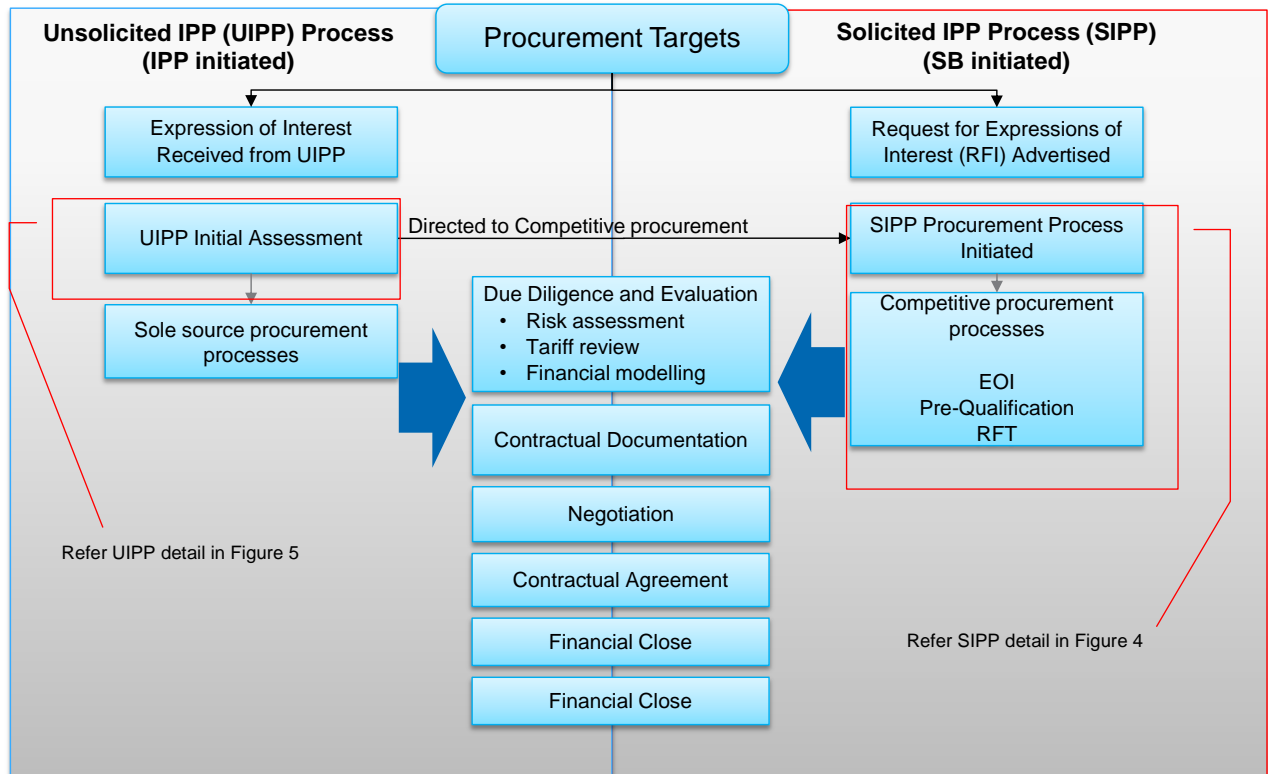 Unsolicited IPP (UIPP) Process
(IPP initiated)
Procurement Targets
Solicited IPP Process (SIPP)
(SB initiated)
Expression of Interest
Received from UIPP
Request for Expressions of
Interest (RFI) Advertised
UIPP Initial Assessment
Directed to Competitive procurement
SIPP Procurement Process
Initiated
Sole source procurement
processes
Due Diligence and Evaluation
• Risk assessment
• Tariff review
• Financial modelling
Competitive procurement
processes
EOI
Pre-Qualification
RFT
Contractual Documentation
Negotiation
Refer UIPP detail in Figure 5
Contractual Agreement
Financial Close
Refer SIPP detail in Figure 4
Financial Close